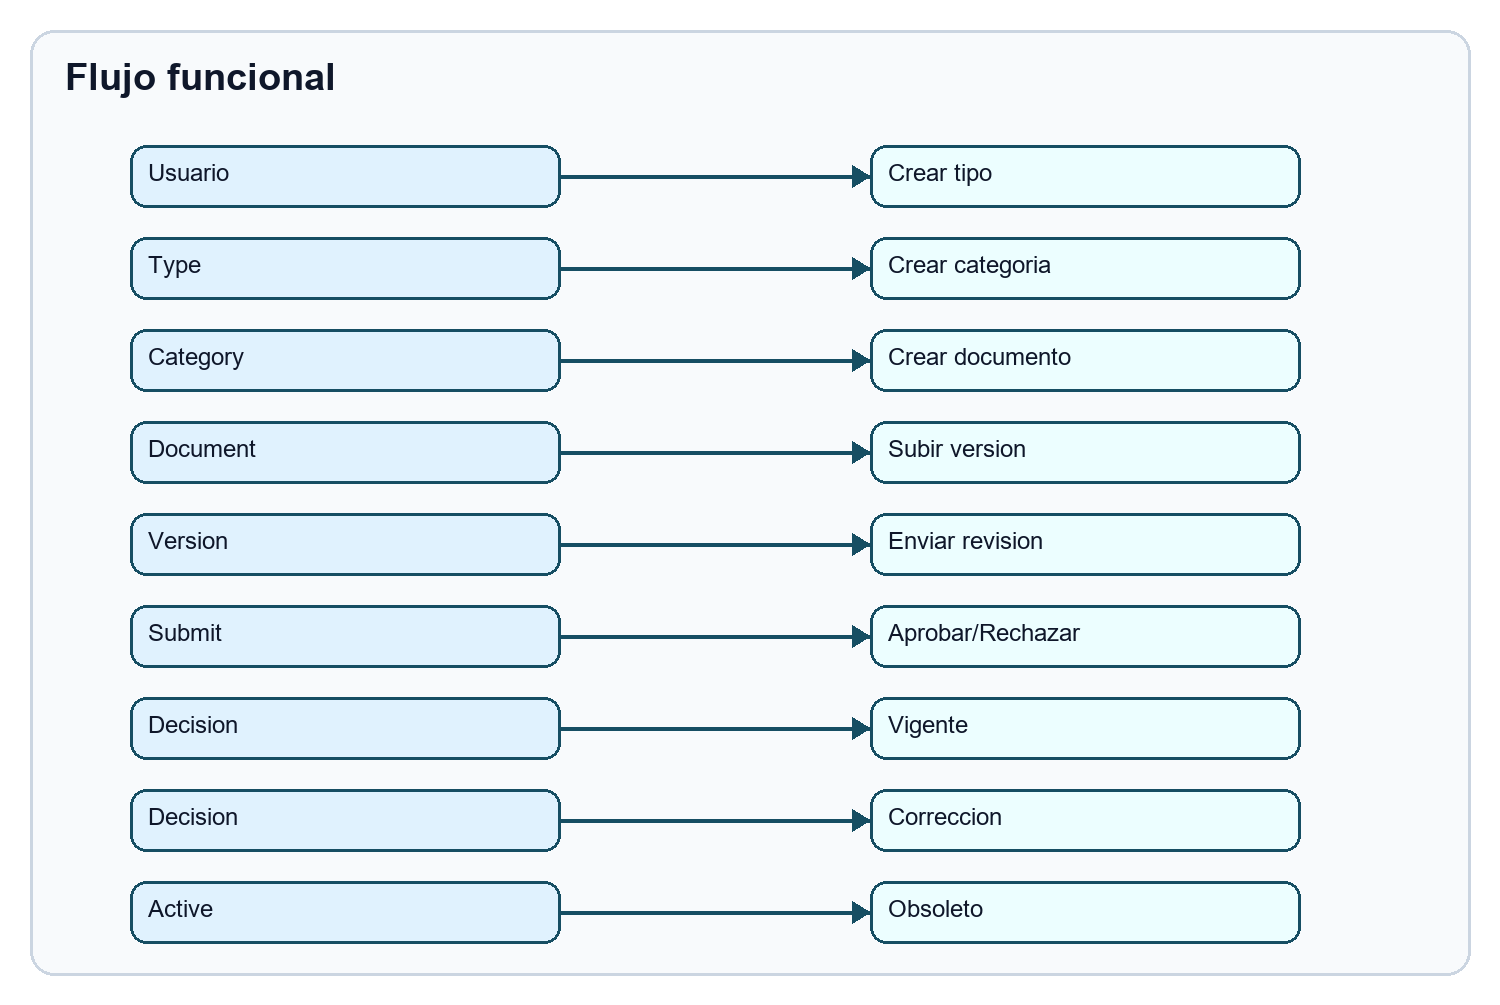 Flujo funcional
Usuario
Crear tipo
Type
Crear categoria
Category
Crear documento
Document
Subir version
Version
Enviar revision
Submit
Aprobar/Rechazar
Decision
Vigente
Decision
Correccion
Active
Obsoleto